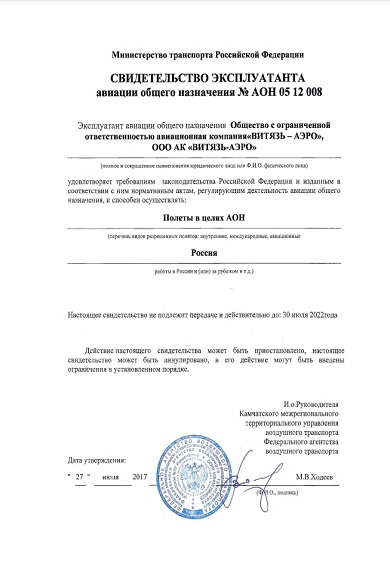 Министерство транспорта Российской Федерации
СВИДЕТЕЛЬСТВО ЭКСПЛУАТАНТА
авиации общего назначения № АОН 05 12 008
Эксплуатант авиации общего назначения Общество с ограниченной
ответственностью авиационная компания«ВИТЯЗЬ – АЭРО»,
ООО АК «ВИТЯЗЬ-АЭРО»
(полное и сокращенное наименования юридического лица или Ф.И.О. физического лица)
удовлетворяет требованиям законодательства Российской Федерации и изданным в
соответствии с ним нормативным актам, регулирующим деятельность авиации общего
назначения, и способен осуществлять:
Полеты в целях АОН
(перечень видов разрешенных полетов: внутренние, международные, авиационные
Россия
работы в России и (или) за рубежом и т.д.)
Настоящее свидетельство не подлежит передаче и действительно до: 30 июля 2022года
Действие настоящего свидетельства может быть приостановлено, настоящее
свидетельство может быть аннулировано, в его действие могут быть введены
ограничения в установленном порядке.
И.о.Руководителя
Камчатского межрегионального
территориального управления
воздушного транспорта
Федерального агентства
воздушного транспорта
Дата утверждения:
" 27 " июля 2017
М.В.Ходеев
(Ф.И.О., подпись)